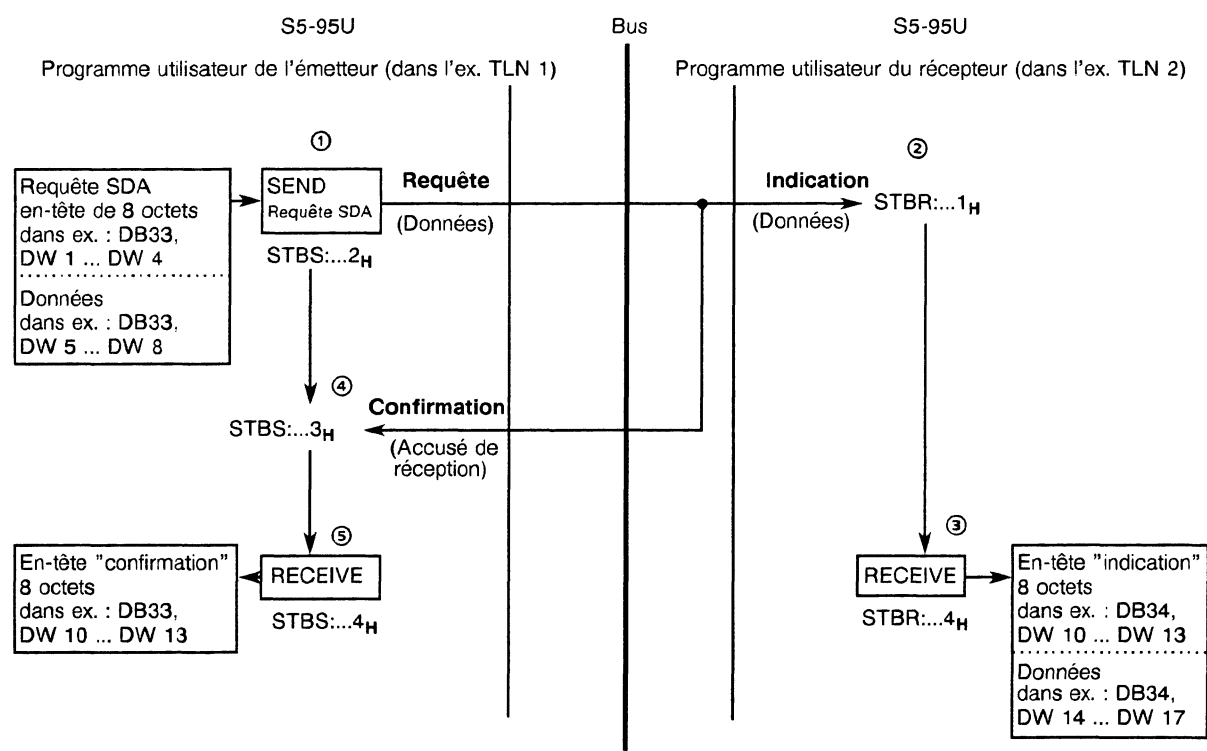 S5-95U
Bus
S5-95U
Programme utilisateur de l'émetteur (dans l'ex. TLN 1)
Programme utilisateur du récepteur (dans l'ex. TLN 2)
①
②
Requête SDA
en-tête de 8 octets
dans ex. : DB33,
DW 1 ... DW 4
Données
dans ex. : DB33,
DW 5 ... DW 8
SEND
Requête SDA
STBS:...2H
Requête
(Données)
Indication
(Données)
STBR:...1H
④
STBS:...3H
Confirmation
(Accusé de
réception)
⑤
③
En-tête "confirmation"
8 octets
dans ex. : DB33,
DW 10 ... DW 13
RECEIVE
STBS:...4H
RECEIVE
STBR:...4H
En-tête "indication"
8 octets
dans ex. : DB34,
DW 10 ... DW 13
Données
dans ex. : DB34,
DW 14 ... DW 17